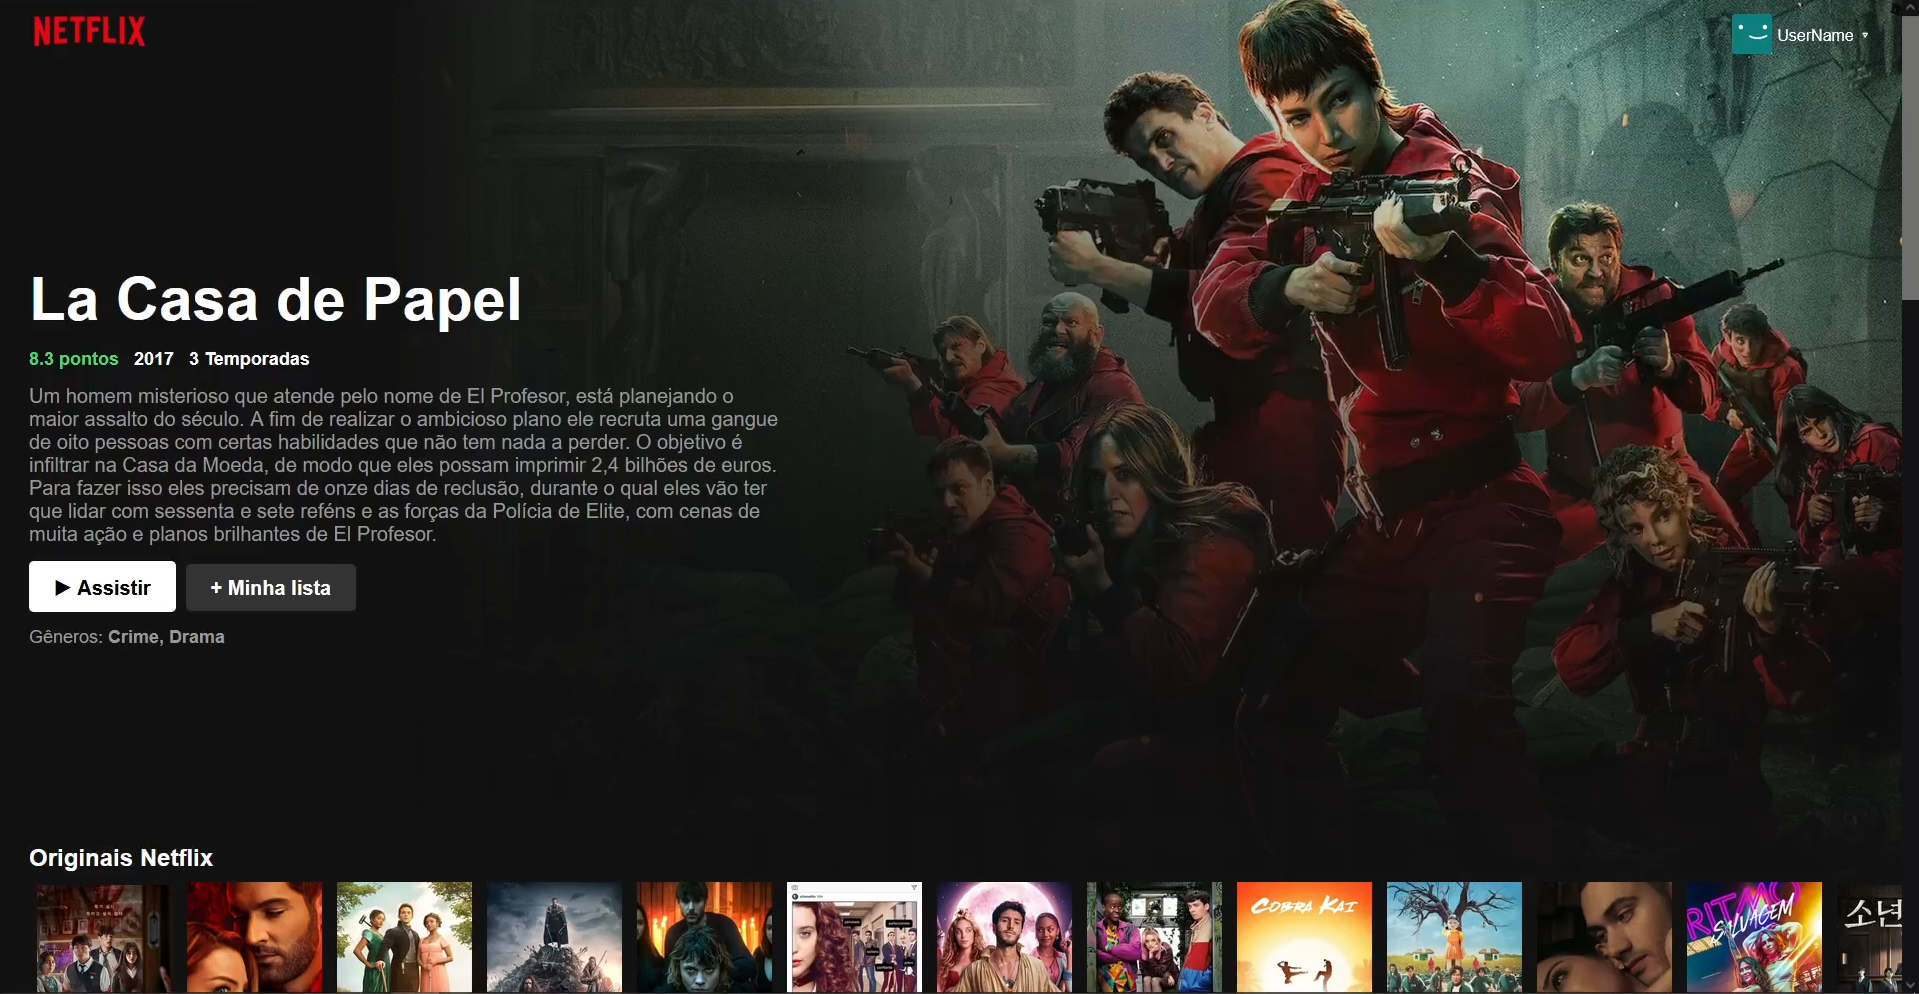 NETFLIX
UserName
La Casa de Papel
8.3 pontos 2017 3 Temporadas
Um homem misterioso que atende pelo nome de El Profesor, está planejando o
maior assalto do século. A fim de realizar o ambicioso plano ele recruta uma gangue
de oito pessoas com certas habilidades que não tem nada a perder. O objetivo é
infiltrar na Casa da Moeda, de modo que eles possam imprimir 2,4 bilhões de euros.
Para fazer isso eles precisam de onze dias de reclusão, durante o qual eles vão ter
que lidar com sessenta e sete reféns e as forças da Polícia de Elite, com cenas de
muita ação e planos brilhantes de El Profesor.
▶ Assistir
+ Minha lista
Gêneros: Crime, Drama
Originais Netflix
COBRA KAI
RITMO
SALVAGEM
소년